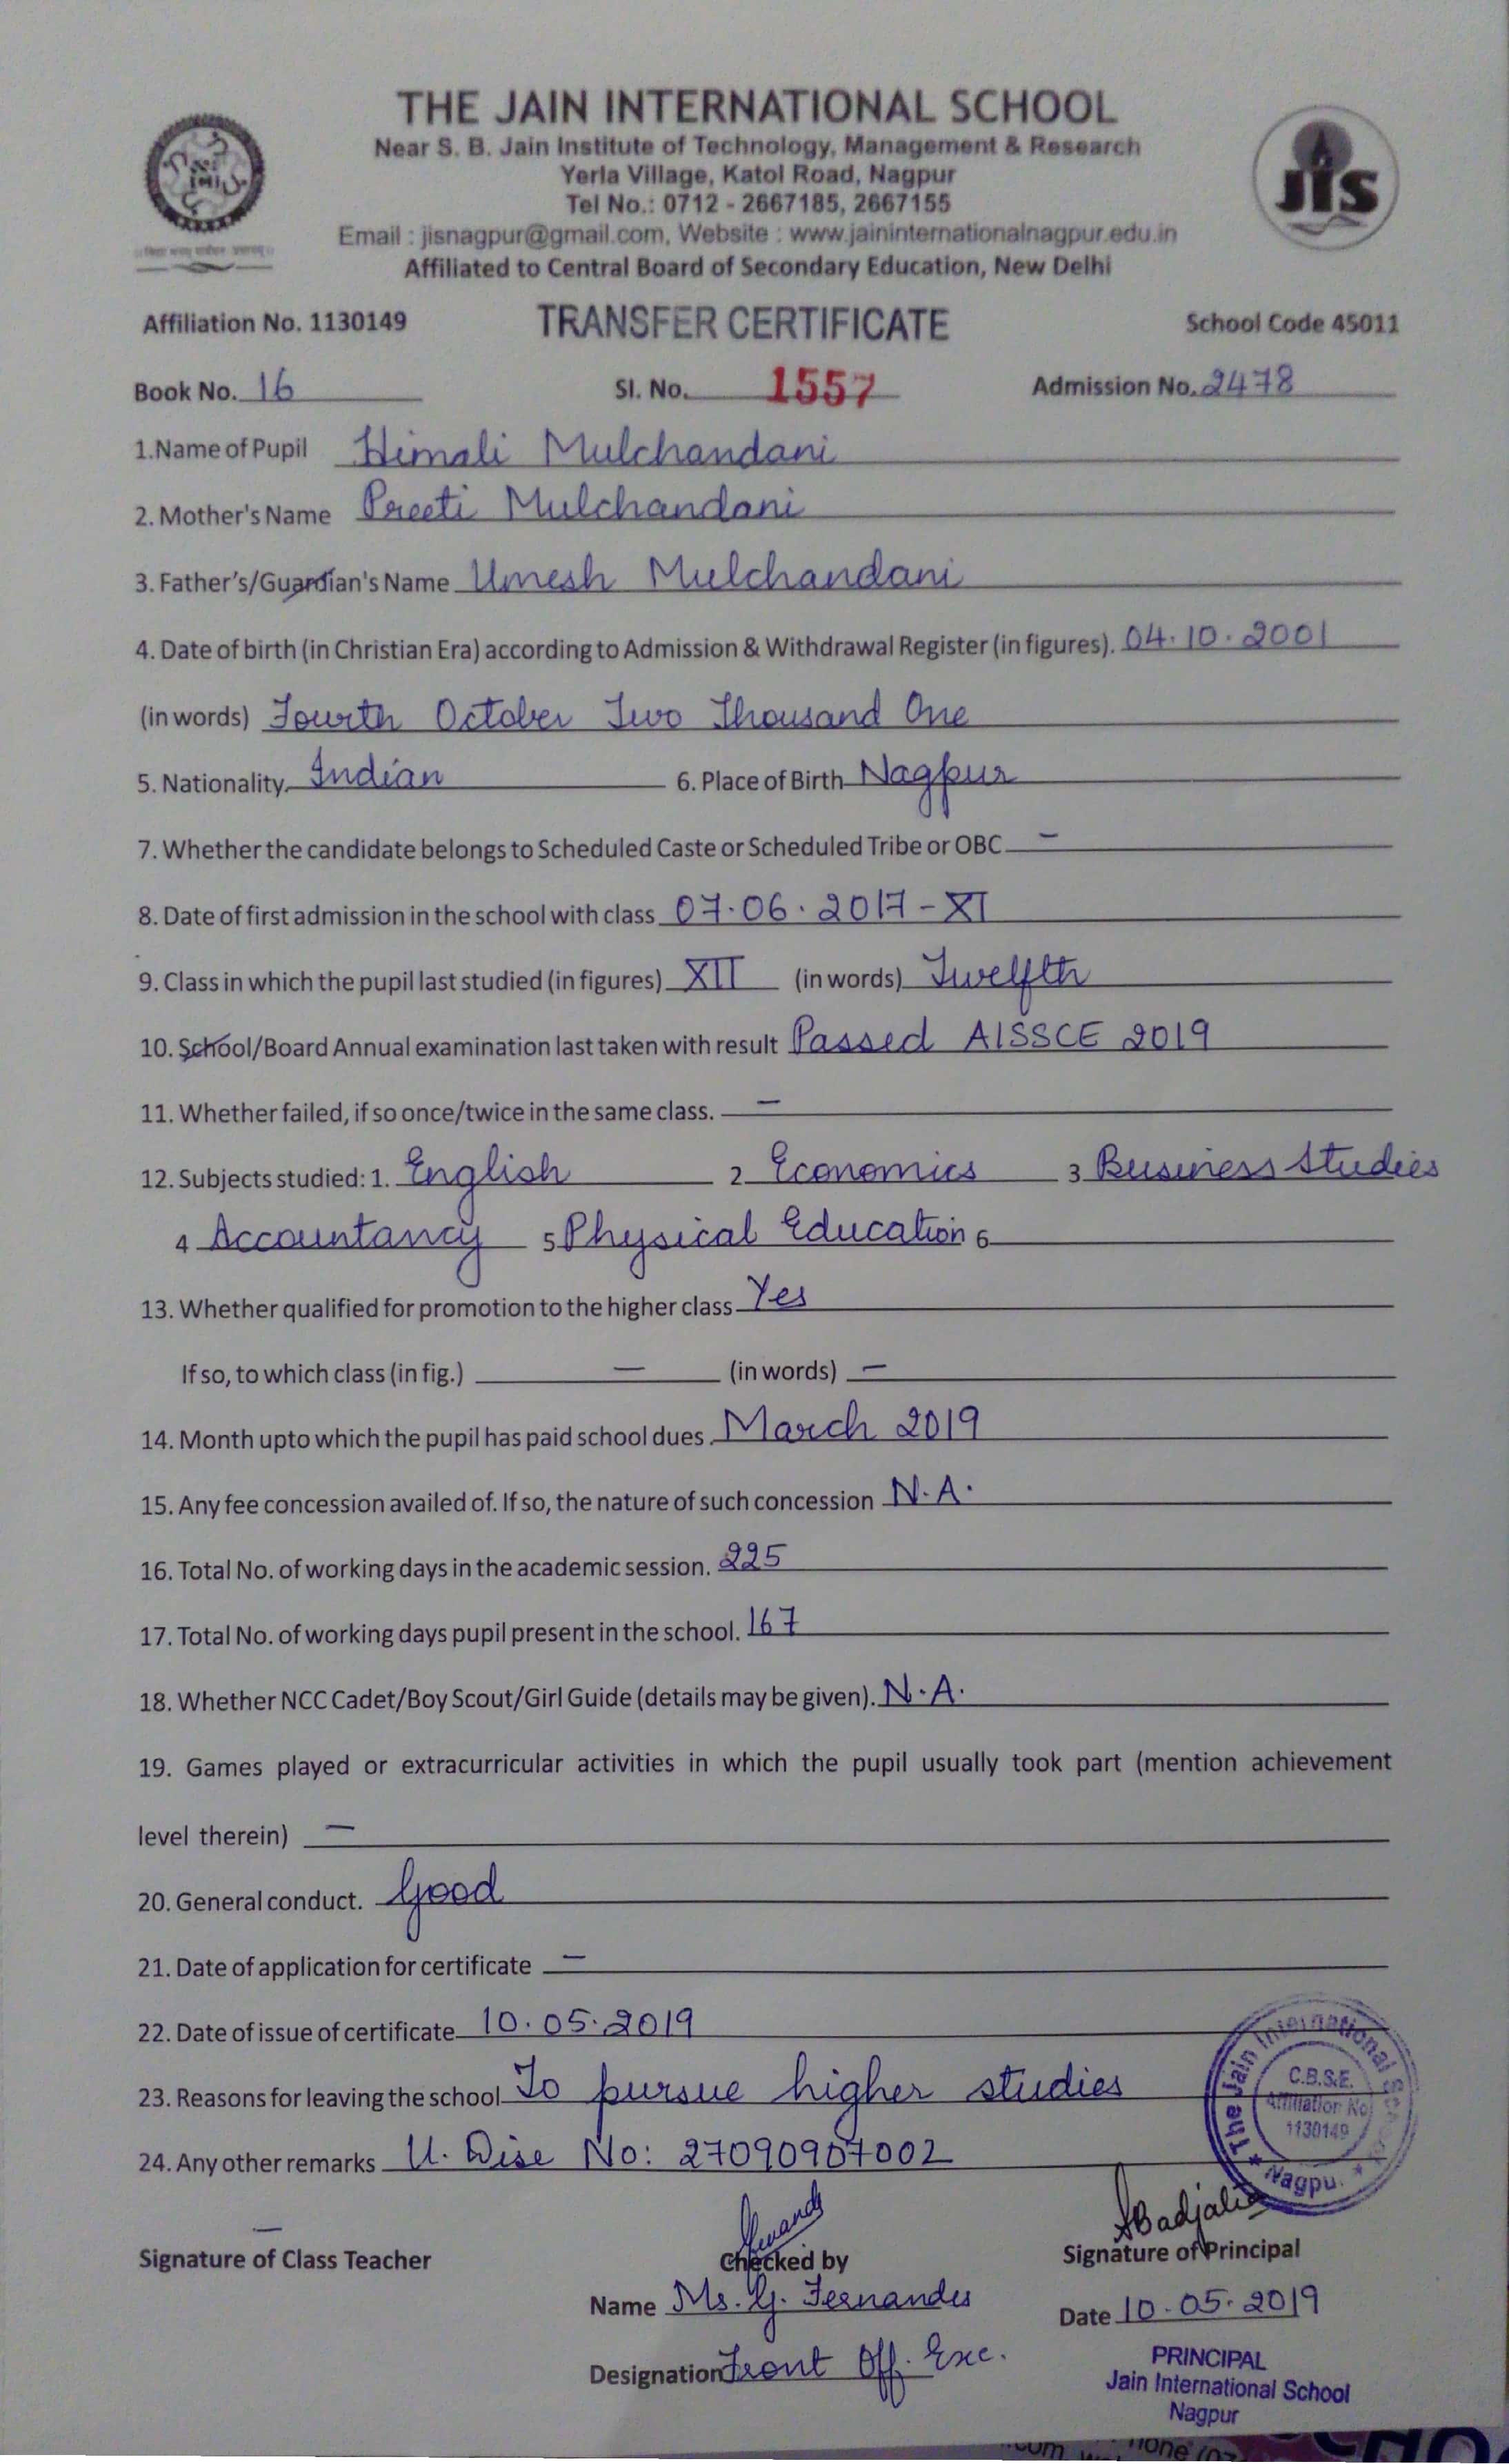 THE JAIN INTERNATIONAL SCHOOL
Near S. B. Jain Institute of Technology, Management & Research
Yerla Village, Katol Road, Nagpur
Tel No.: 0712 - 2667185, 2667155
Email : jisnagpur@gmail.com, Website : www.jaininternationalnagpur.edu.in
Affiliated to Central Board of Secondary Education, New Delhi
JIS
Affiliation No. 1130149 TRANSFER CERTIFICATE School Code 45011
Book No. 16 Sl. No. 1557 Admission No. 2478
1.Name of Pupil Himali Mulchandani
2. Mother's Name Preeti Mulchandani
3. Father's/Guardian's Name Umesh Mulchandani
4. Date of birth (in Christian Era) according to Admission & Withdrawal Register (in figures). 04.10.2001
(in words) Fourth October Two Thousand One
5. Nationality. Indian 6. Place of Birth Nagpur
7. Whether the candidate belongs to Scheduled Caste or Scheduled Tribe or OBC –
8. Date of first admission in the school with class 07.06.2017 - XI
9. Class in which the pupil last studied (in figures) XII (in words) Twelfth
10. School/Board Annual examination last taken with result Passed AISSCE 2019
11. Whether failed, if so once/twice in the same class. –
12. Subjects studied: 1. English 2 Economics 3 Business Studies
4 Accountancy 5 Physical Education 6
13. Whether qualified for promotion to the higher class Yes
If so, to which class (in fig.) – (in words) –
14. Month upto which the pupil has paid school dues. March 2019
15. Any fee concession availed of. If so, the nature of such concession N.A.
16. Total No. of working days in the academic session. 225
17. Total No. of working days pupil present in the school. 167
18. Whether NCC Cadet/Boy Scout/Girl Guide (details may be given). N.A.
19. Games played or extracurricular activities in which the pupil usually took part (mention achievement
level therein) –
20. General conduct. Good
21. Date of application for certificate –
22. Date of issue of certificate 10.05.2019
23. Reasons for leaving the school To pursue higher studies
24. Any other remarks U. Dise No: 27090907002
The Jain International School
C.B.S.E.
Affiliation No
1130149
Nagpur
–
Signature of Class Teacher Checked by Signature of Principal
Name Ms. G. Fernandes Date 10.05.2019
Designation Front Off. Exc.
PRINCIPAL
Jain International School
Nagpur